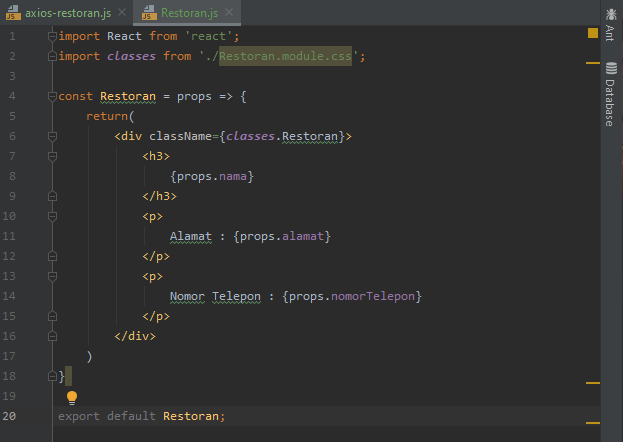 axios-restoran.js Restoran.js
1 import React from 'react';
2 import classes from './Restoran.module.css';
3
4 const Restoran = props => {
5 return(
6 <div className={classes.Restoran}>
7 <h3>
8 {props.nama}
9 </h3>
10 <p>
11 Alamat : {props.alamat}
12 </p>
13 <p>
14 Nomor Telepon : {props.nomorTelepon}
15 </p>
16 </div>
17 )
18 }
19
20 export default Restoran;
Ant
Database